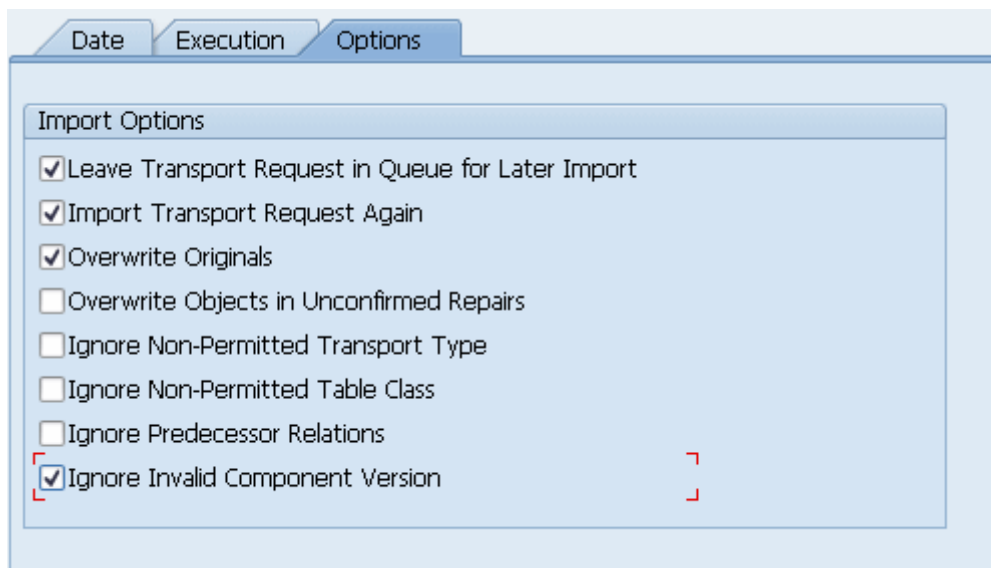 Date Execution Options
Import Options
Leave Transport Request in Queue for Later Import
Import Transport Request Again
Overwrite Originals
Overwrite Objects in Unconfirmed Repairs
Ignore Non-Permitted Transport Type
Ignore Non-Permitted Table Class
Ignore Predecessor Relations
Ignore Invalid Component Version